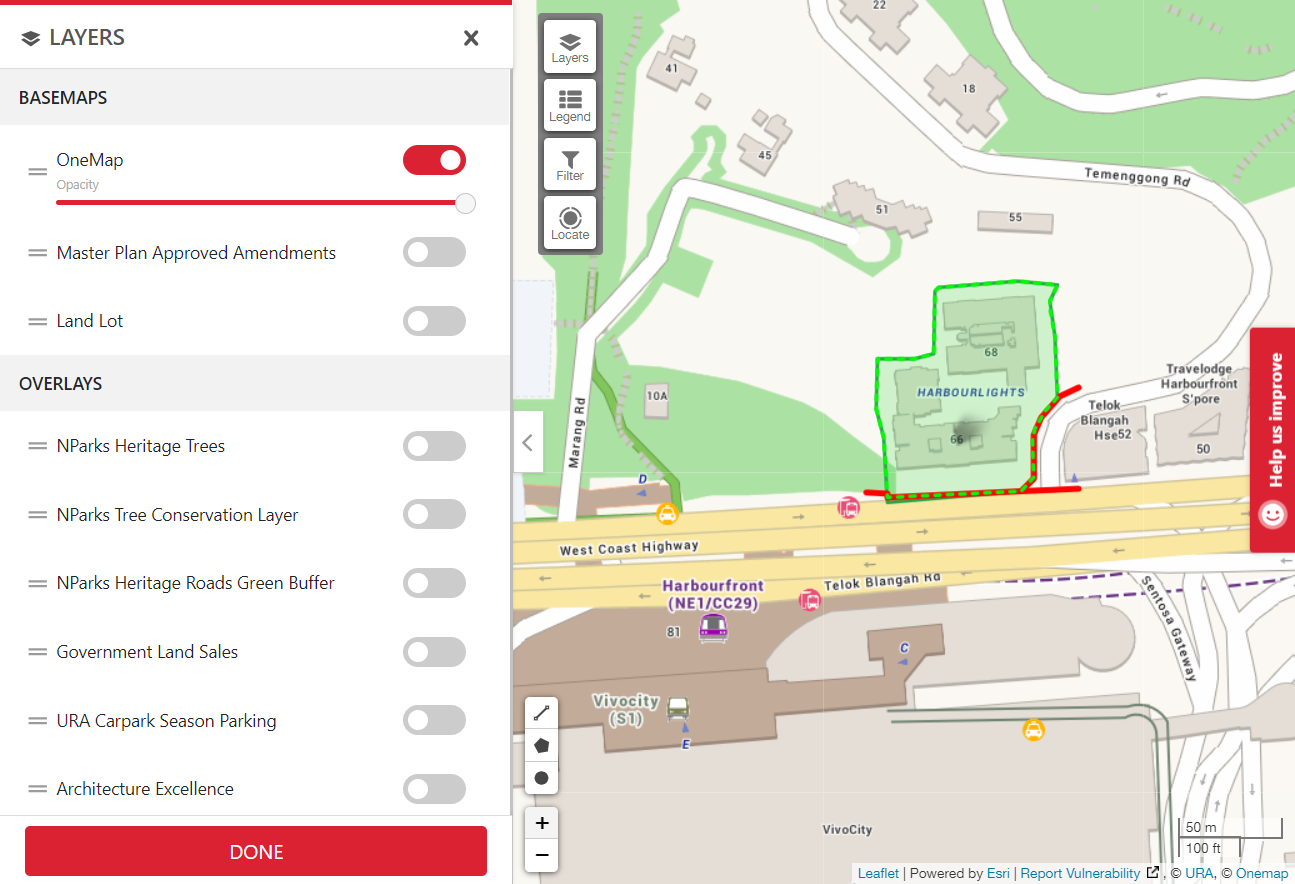 LAYERS
BASEMAPS
OneMap
Opacity
Master Plan Approved Amendments
Land Lot
OVERLAYS
NParks Heritage Trees
NParks Tree Conservation Layer
NParks Heritage Roads Green Buffer
Government Land Sales
URA Carpark Season Parking
Architecture Excellence
DONE
Layers
Legend
Filter
Locate
22
41
18
45
Temenggong Rd
51
55
68
HARBOURLIGHTS
66
10A
Marang Rd
Travelodge
Harbourfront
S'pore
Telok
Blangah
Hse52
50
Help us improve
D
West Coast Highway
Telok Blangah Rd
Harbourfront
(NE1/CC29)
81
C
Sentosa Gateway
Vivocity
(S1)
E
VivoCity
+
−
50 m
100 ft
Leaflet | Powered by Esri | Report Vulnerability , © URA, © Onemap